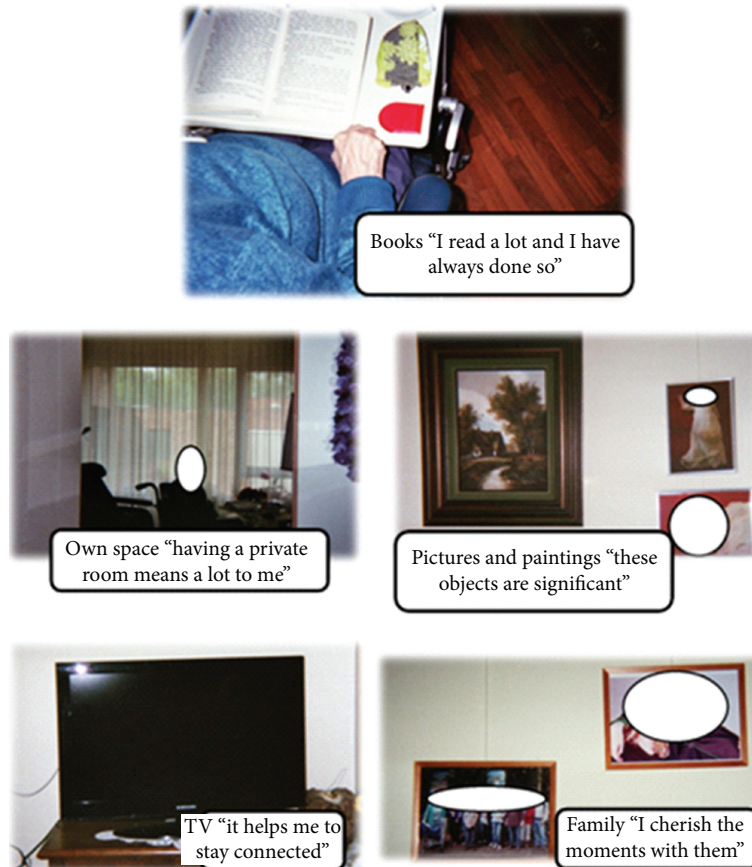 Books “I read a lot and I have
always done so”
Own space “having a private
room means a lot to me”
Pictures and paintings “these
objects are significant”
TV “it helps me to
stay connected”
Family “I cherish the
moments with them”